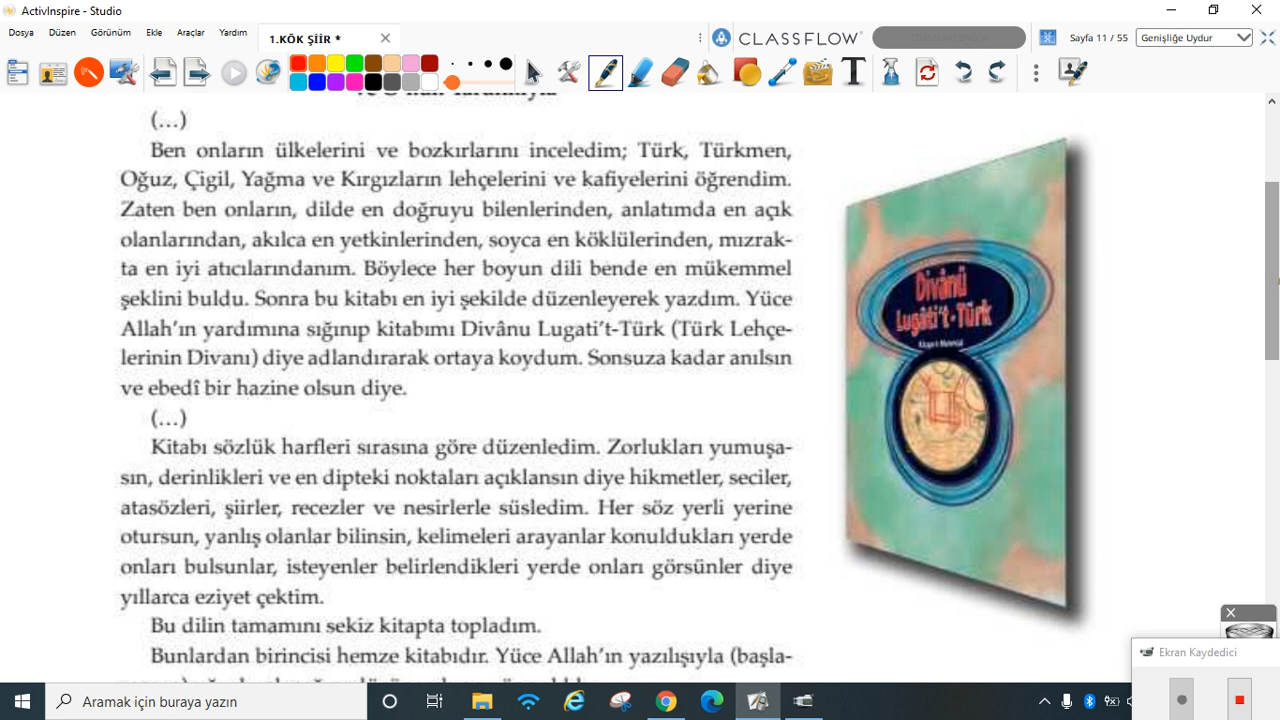 ActivInspire - Studio
Dosya Düzen Görünüm Ekle Araçlar Yardım
1.KÖK ŞİİR *
CLASSFLOW
Sayfa 11 / 55
Genişliğe Uydur
(...)
Ben onların ülkelerini ve bozkırlarını inceledim; Türk, Türkmen,
Oğuz, Çigil, Yağma ve Kırgızların lehçelerini ve kafiyelerini öğrendim.
Zaten ben onların, dilde en doğruyu bilenlerinden, anlatımda en açık
olanlarından, akılca en yetkinlerinden, soyca en köklülerinden, mızrak-
ta en iyi atıcılarındanım. Böylece her boyun dili bende en mükemmel
şeklini buldu. Sonra bu kitabı en iyi şekilde düzenleyerek yazdım. Yüce
Allah'ın yardımına sığınıp kitabımı Divânu Lugati't-Türk (Türk Lehçe-
lerinin Divanı) diye adlandırarak ortaya koydum. Sonsuza kadar anılsın
ve ebedî bir hazine olsun diye.
(...)
Kitabı sözlük harfleri sırasına göre düzenledim. Zorlukları yumuşa-
sın, derinlikleri ve en dipteki noktaları açıklansın diye hikmetler, seciler,
atasözleri, şiirler, recezler ve nesirlerle süsledim. Her söz yerli yerine
otursun, yanlış olanlar bilinsin, kelimeleri arayanlar konuldukları yerde
onları bulsunlar, isteyenler belirlendikleri yerde onları görsünler diye
yıllarca eziyet çektim.
Bu dilin tamamını sekiz kitapta topladım.
Bunlardan birincisi hemze kitabıdır. Yüce Allah'ın yazılışıyla (başla-
Divânü
Lugâti't-Türk
Ekran Kaydedici
Aramak için buraya yazın